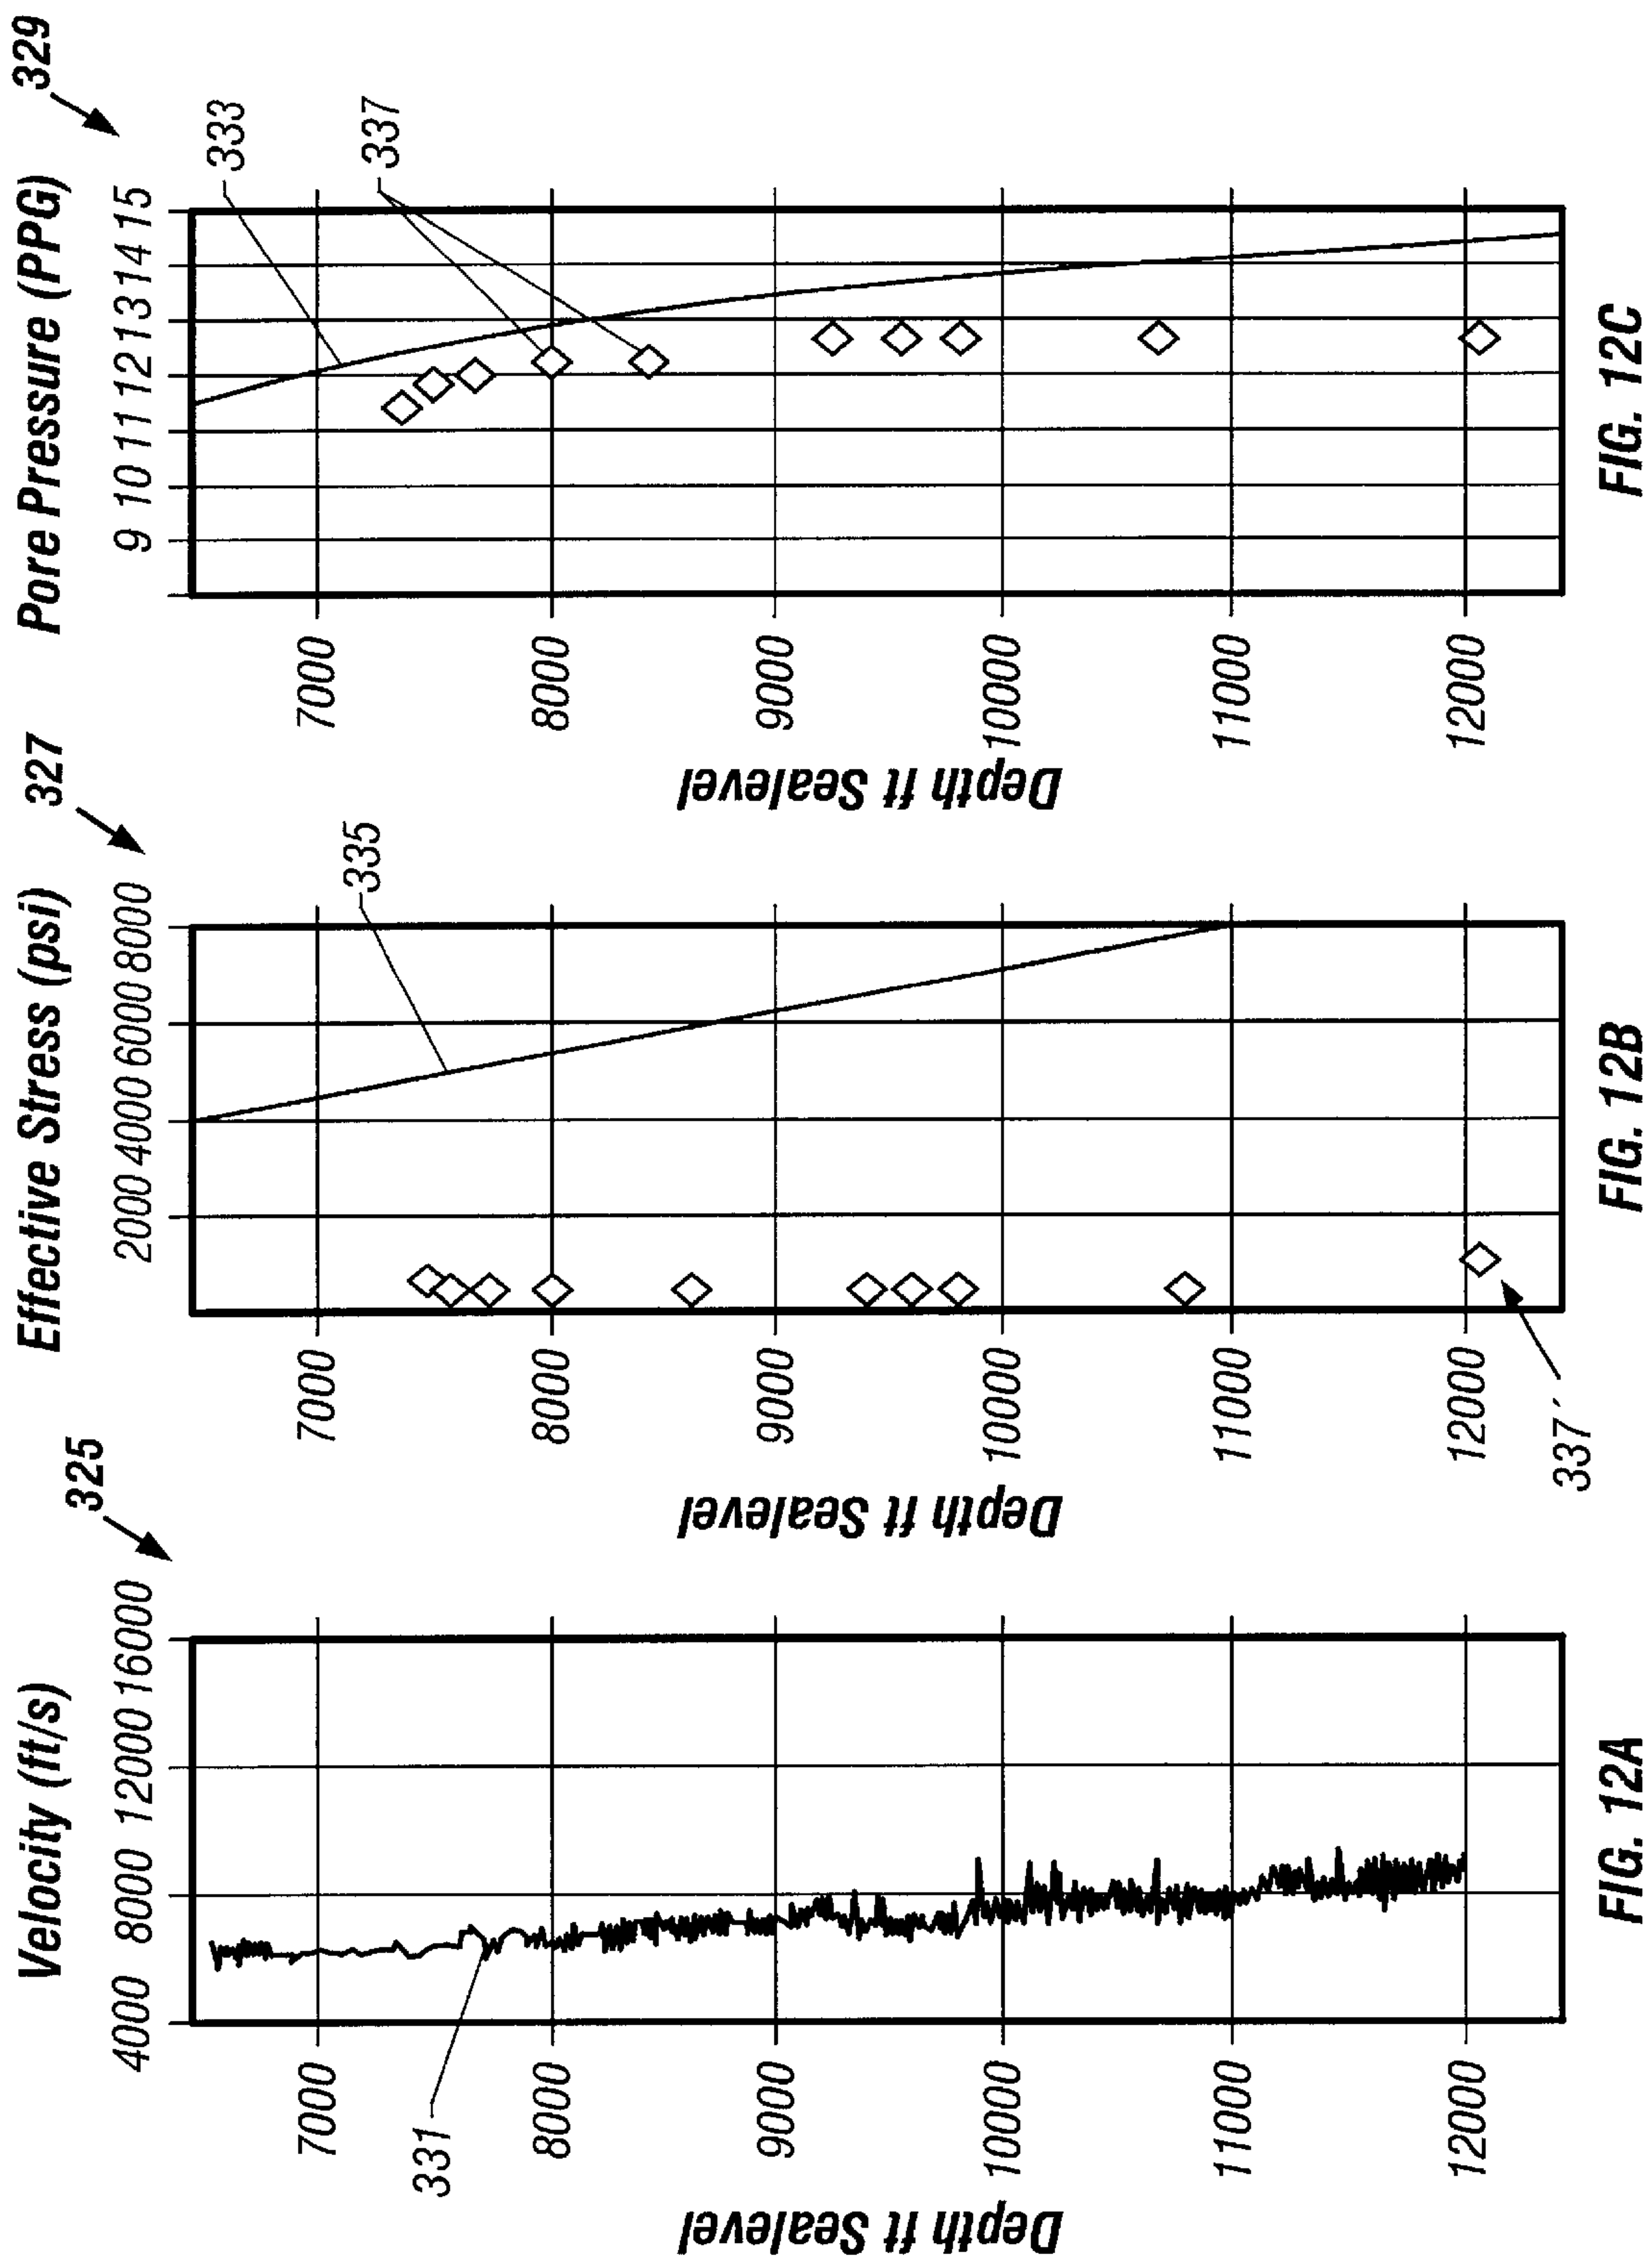 325
Velocity (ft/s)
4000 8000 12000 16000
Depth ft Sealevel
7000
8000
9000
10000
11000
12000
331
FIG. 12A
327
Effective Stress (psi)
2000 4000 6000 8000
Depth ft Sealevel
7000
8000
9000
10000
11000
12000
335
337´
FIG. 12B
329
Pore Pressure (PPG)
9 10 11 12 13 14 15
Depth ft Sealevel
7000
8000
9000
10000
11000
12000
333
337
FIG. 12C